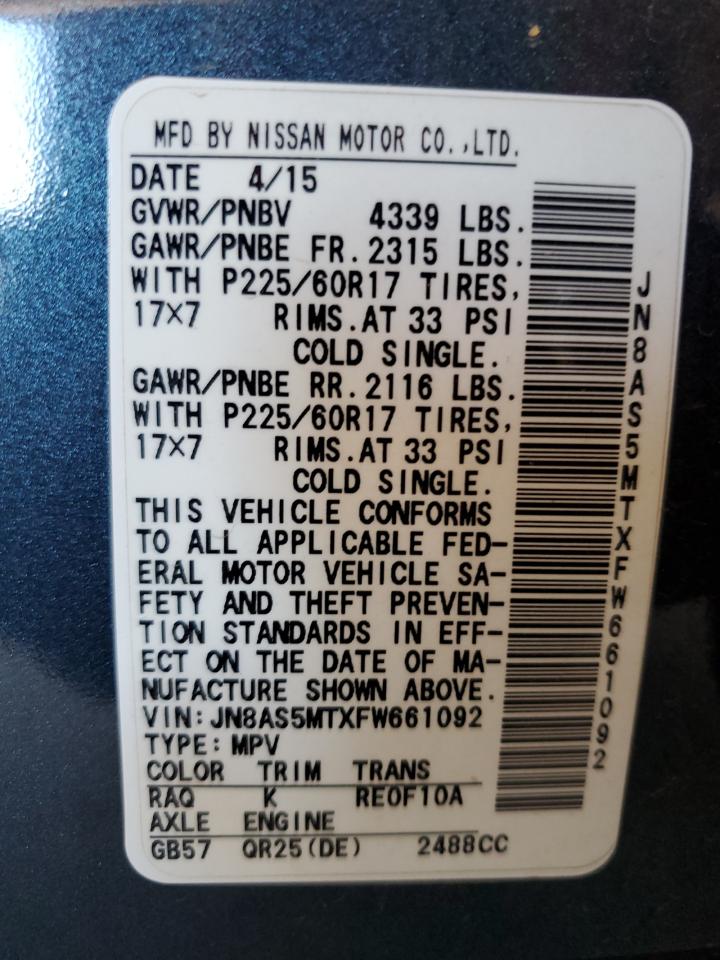 MFD BY NISSAN MOTOR CO.,LTD.
DATE 4/15
GVWR/PNBV 4339 LBS.
GAWR/PNBE FR.2315 LBS.
WITH P225/60R17 TIRES,
17×7 RIMS.AT 33 PSI
COLD SINGLE.
GAWR/PNBE RR.2116 LBS.
WITH P225/60R17 TIRES,
17×7 RIMS.AT 33 PSI
COLD SINGLE.
THIS VEHICLE CONFORMS
TO ALL APPLICABLE FED-
ERAL MOTOR VEHICLE SA-
FETY AND THEFT PREVEN-
TION STANDARDS IN EFF-
ECT ON THE DATE OF MA-
NUFACTURE SHOWN ABOVE.
VIN:JN8AS5MTXFW661092
TYPE:MPV
COLOR TRIM TRANS
RAQ K RE0F10A
AXLE ENGINE
GB57 QR25(DE) 2488CC
JN8AS5MTXFW661092